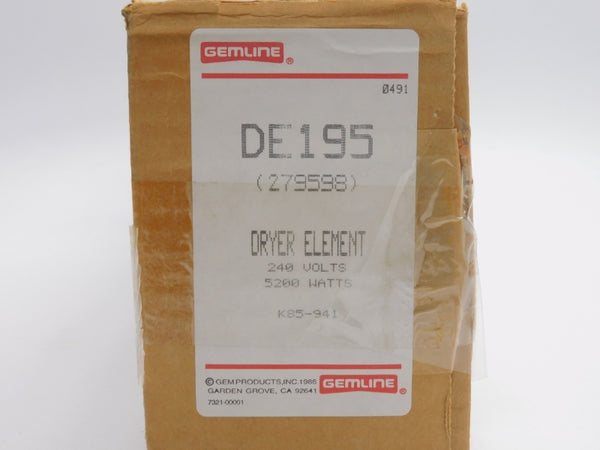 GEMLINE®
0491
DE195
(279598)
DRYER ELEMENT
240 VOLTS
5200 WATTS
K85-941
© GEM PRODUCTS, INC. 1986
GARDEN GROVE, CA 92641
GEMLINE®
7321-00001